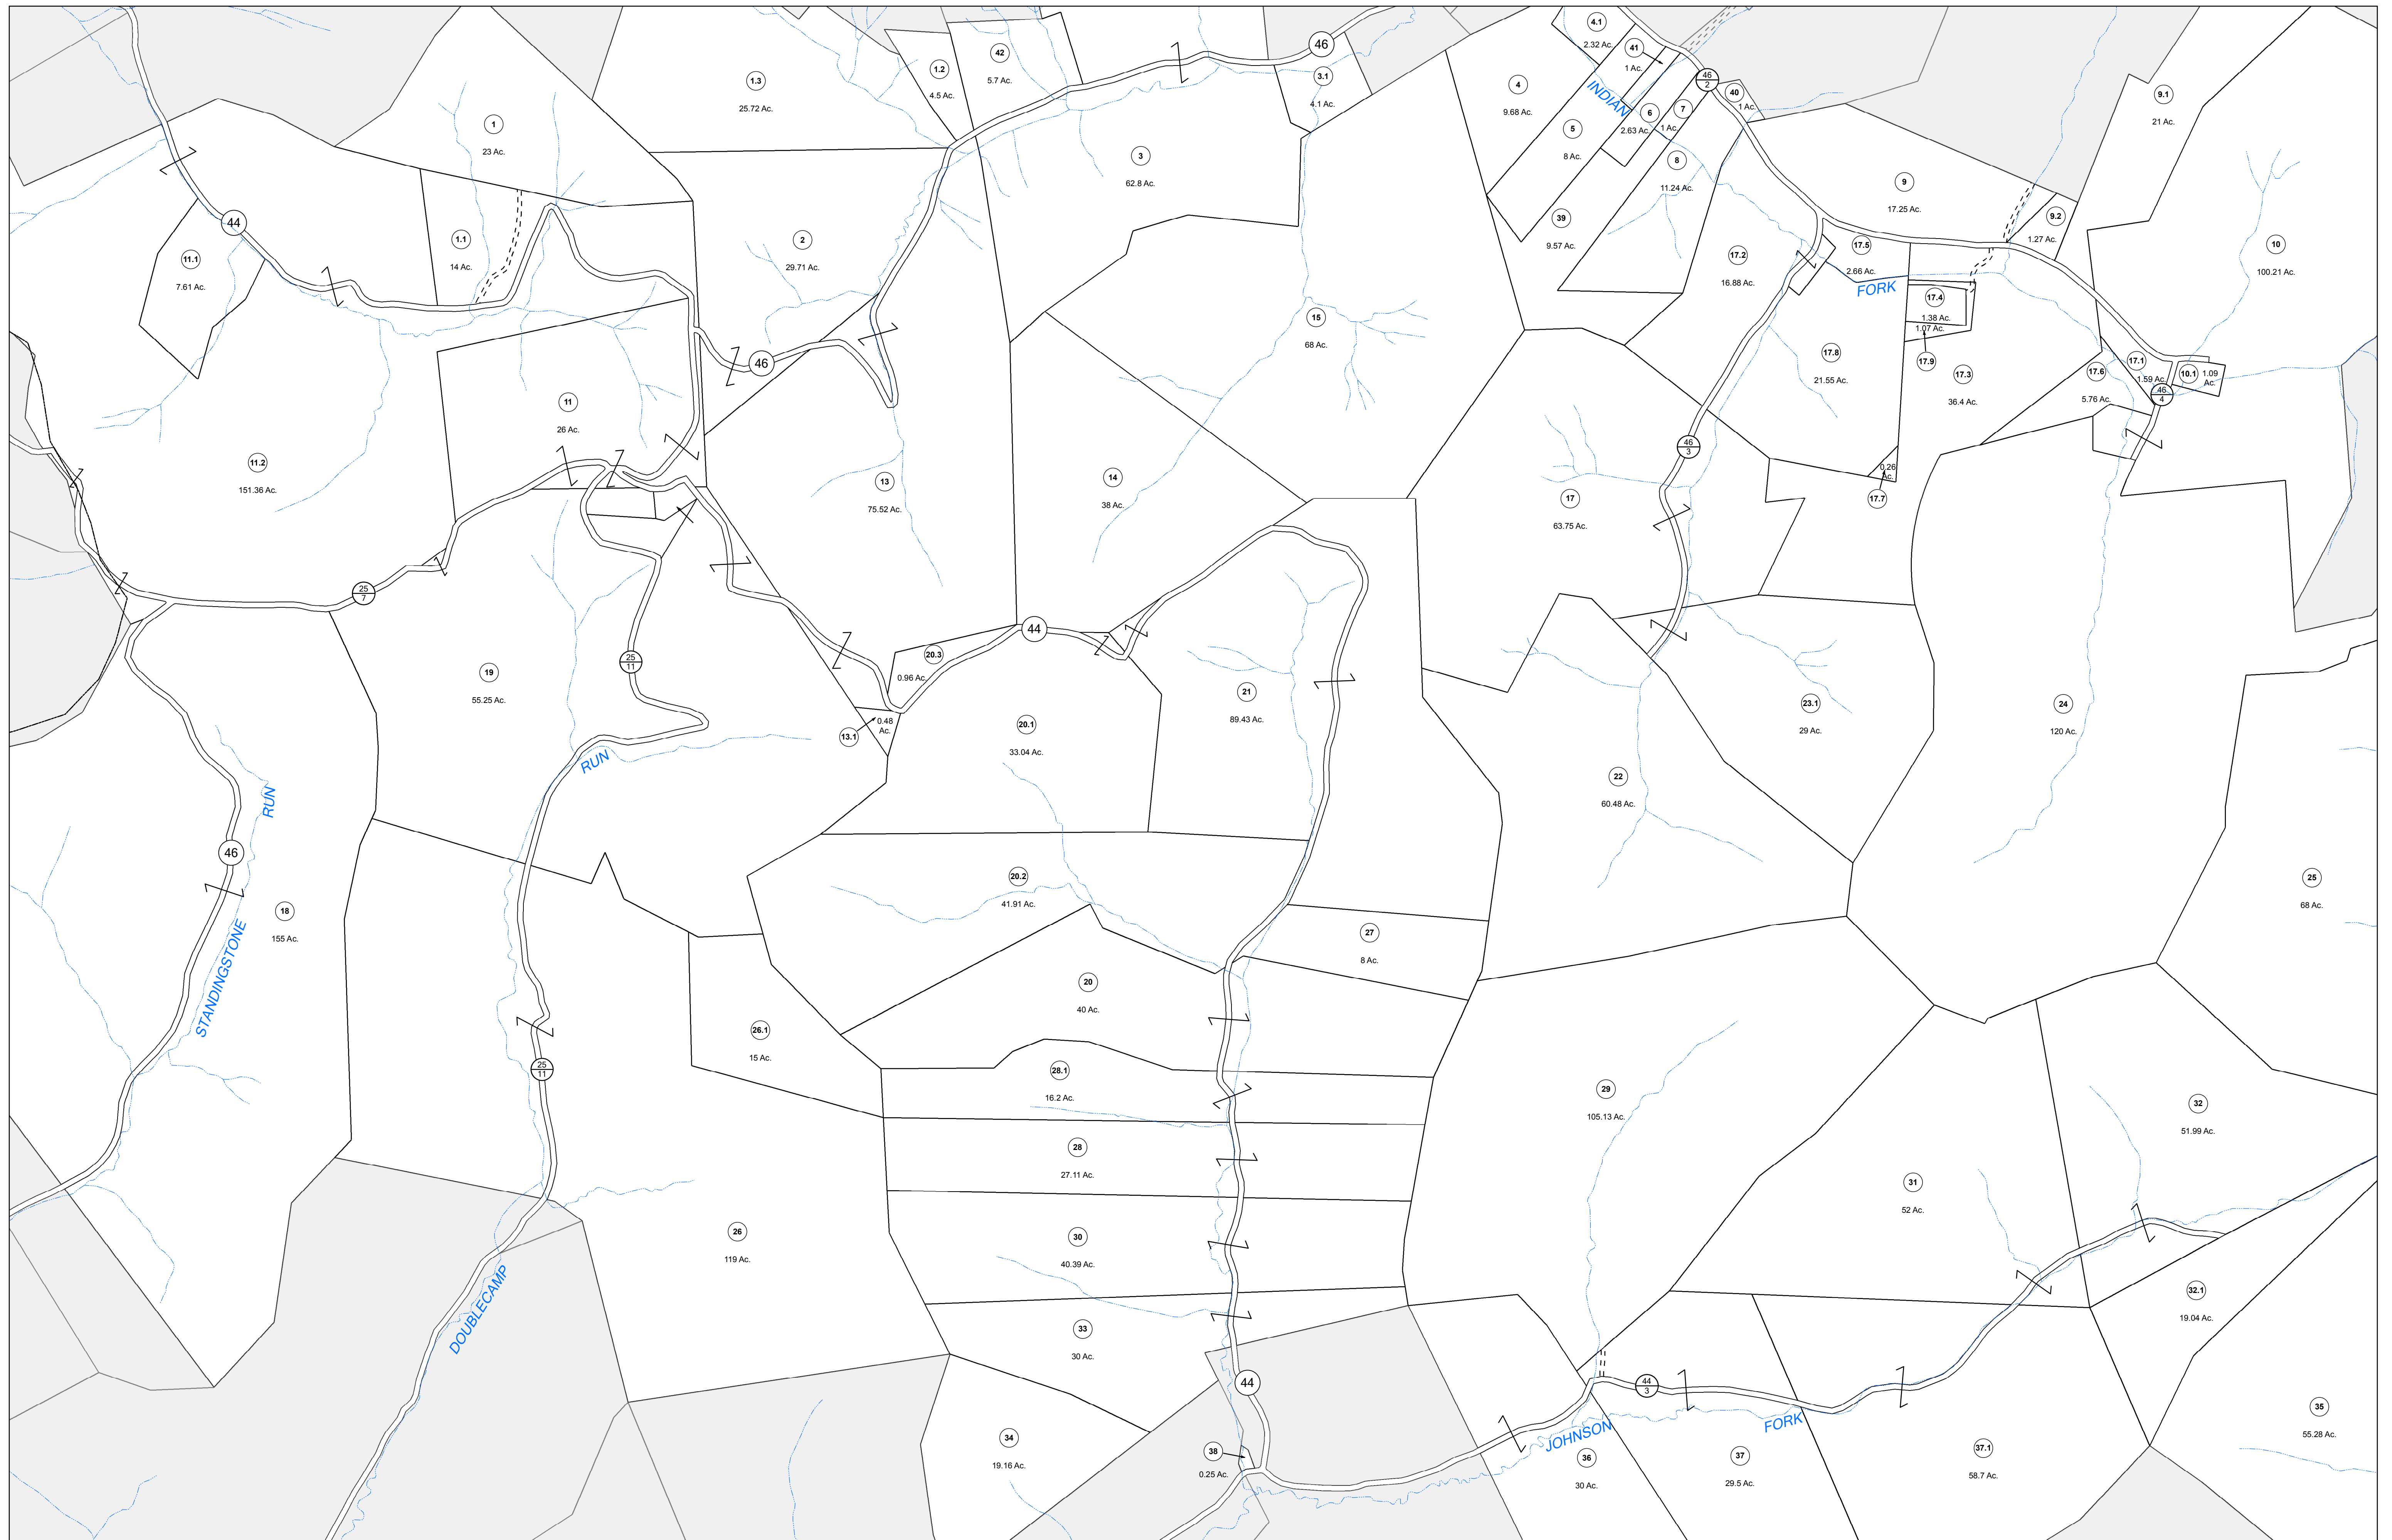 4.1
2.32 Ac.
46
42
5.7 Ac.
41
1 Ac.
1.2
4.5 Ac.
1.3
25.72 Ac.
3.1
4.1 Ac.
4
9.68 Ac.
INDIAN
46
2
40
1 Ac.
9.1
21 Ac.
6
2.63 Ac.
7
1 Ac.
5
8 Ac.
1
23 Ac.
3
62.8 Ac.
8
11.24 Ac.
9
17.25 Ac.
44
39
9.57 Ac.
9.2
1.27 Ac.
1.1
14 Ac.
2
29.71 Ac.
17.5
2.66 Ac.
10
100.21 Ac.
11.1
7.61 Ac.
17.2
16.88 Ac.
FORK
17.4
1.38 Ac.
1.07 Ac.
17.9
15
68 Ac.
17.8
21.55 Ac.
17.3
36.4 Ac.
46
17.1
1.59 Ac.
17.6
5.76 Ac.
10.1
1.09
Ac.
46
4
11
26 Ac.
46
3
11.2
151.36 Ac.
13
75.52 Ac.
14
38 Ac.
17
63.75 Ac.
0.26
Ac.
17.7
25
7
44
20.3
0.96 Ac.
25
11
19
55.25 Ac.
21
89.43 Ac.
23.1
29 Ac.
24
120 Ac.
0.48
Ac.
13.1
20.1
33.04 Ac.
RUN
RUN
22
60.48 Ac.
46
20.2
41.91 Ac.
25
68 Ac.
18
155 Ac.
STANDINGSTONE
27
8 Ac.
20
40 Ac.
26.1
15 Ac.
25
11
28.1
16.2 Ac.
29
105.13 Ac.
32
51.99 Ac.
28
27.11 Ac.
31
52 Ac.
26
119 Ac.
30
40.39 Ac.
DOUBLECAMP
32.1
19.04 Ac.
33
30 Ac.
44
44
3
35
55.28 Ac.
JOHNSON
FORK
34
19.16 Ac.
38
0.25 Ac.
36
30 Ac.
37
29.5 Ac.
37.1
58.7 Ac.